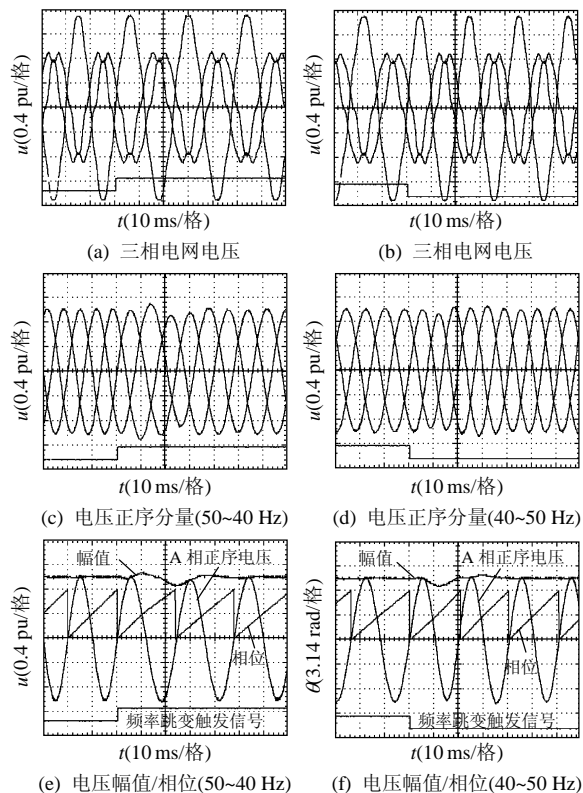 u(0.4 pu/格)
t(10 ms/格)
(a) 三相电网电压
u(0.4 pu/格)
t(10 ms/格)
(b) 三相电网电压
u(0.4 pu/格)
t(10 ms/格)
(c) 电压正序分量(50~40 Hz)
u(0.4 pu/格)
t(10 ms/格)
(d) 电压正序分量(40~50 Hz)
u(0.4 pu/格)
幅值
A 相正序电压
相位
频率跳变触发信号
t(10 ms/格)
(e) 电压幅值/相位(50~40 Hz)
θ(3.14 rad/格)
幅值
A 相正序电压
相位
频率跳变触发信号
t(10 ms/格)
(f) 电压幅值/相位(40~50 Hz)